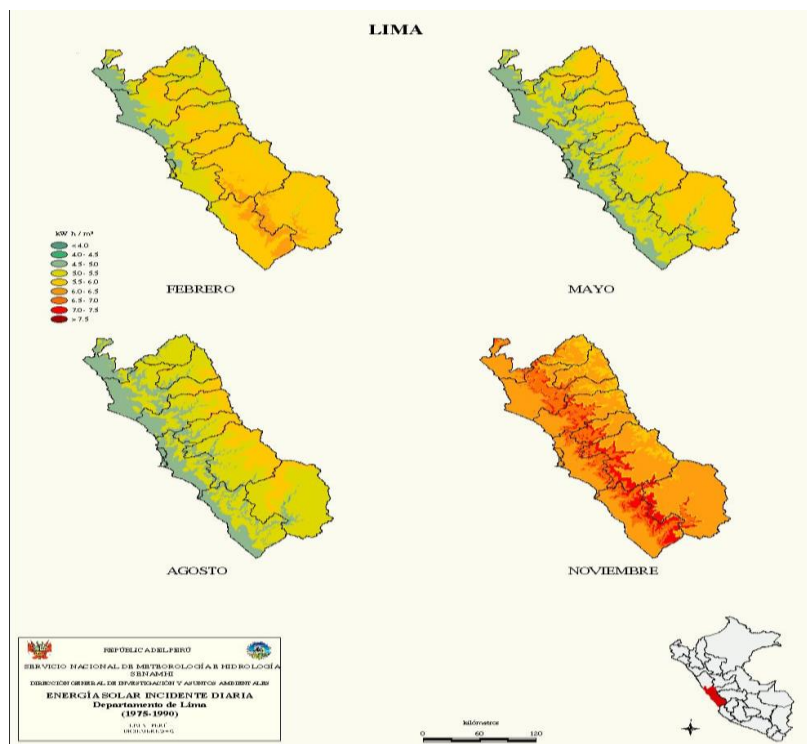 LIMA
kW h / m²
< 4.0
4.0 - 4.5
4.5 - 5.0
5.0 - 5.5
5.5 - 6.0
6.0 - 6.5
6.5 - 7.0
7.0 - 7.5
> 7.5
FEBRERO
MAYO
AGOSTO
NOVIEMBRE
REPÚBLICA DEL PERÚ
SERVICIO NACIONAL DE METEOROLOGÍA E HIDROLOGÍA
SENAMHI
DIRECCIÓN GENERAL DE INVESTIGACIÓN Y ASUNTOS AMBIENTALES
ENERGÍA SOLAR INCIDENTE DIARIA
Departamento de Lima
(1975-1990)
PERÚ
kilómetros
0 60 120